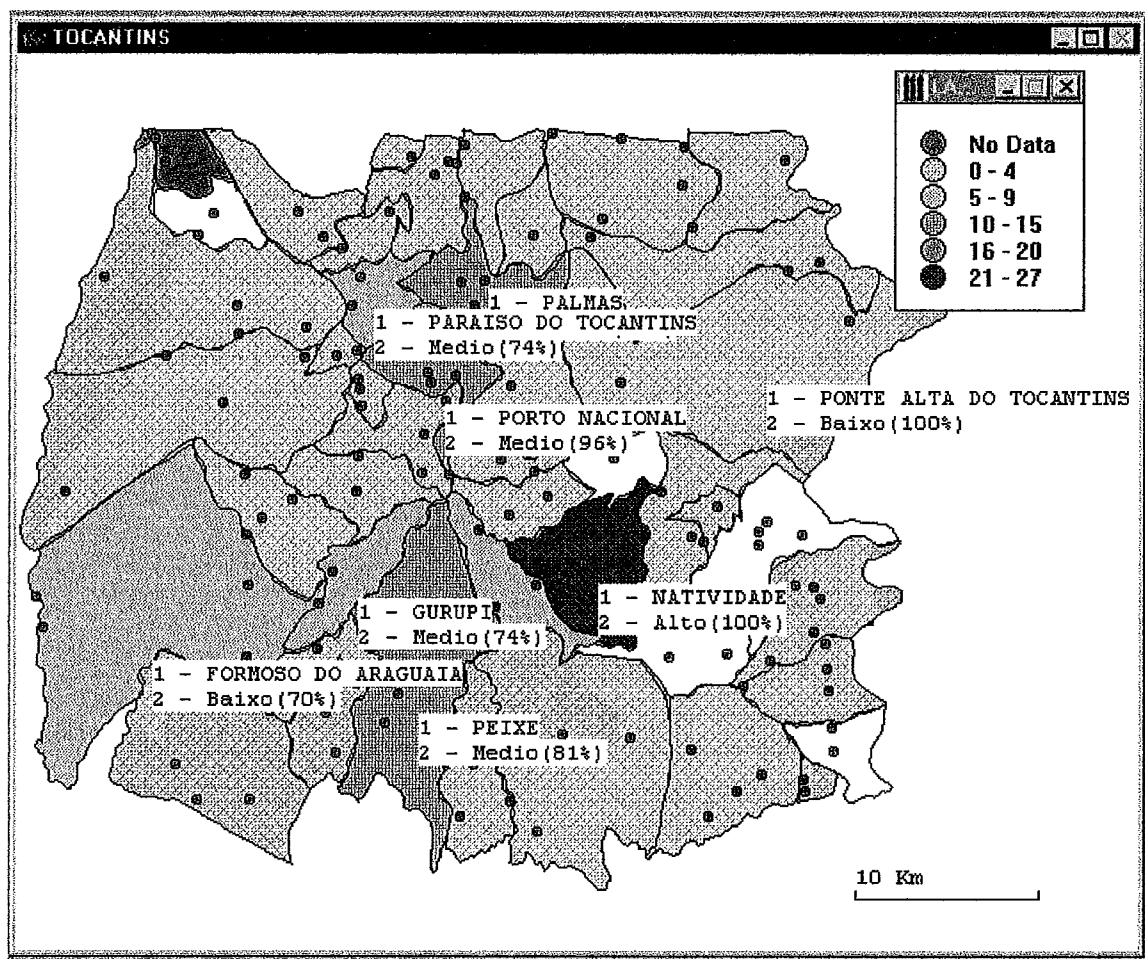 TOCANTINS
No Data
0 - 4
5 - 9
10 - 15
16 - 20
21 - 27
1 - PALMAS
1 - PARAISO DO TOCANTINS
2 - Medio(74%)
1 - PONTE ALTA DO TOCANTINS
2 - Baixo(100%)
1 - PORTO NACIONAL
2 - Medio(96%)
1 - NATIVIDADE
2 - Alto(100%)
1 - GURUPI
2 - Medio(74%)
1 - FORMOSO DO ARAGUAIA
2 - Baixo(70%)
1 - PEIXE
2 - Medio(81%)
10 Km